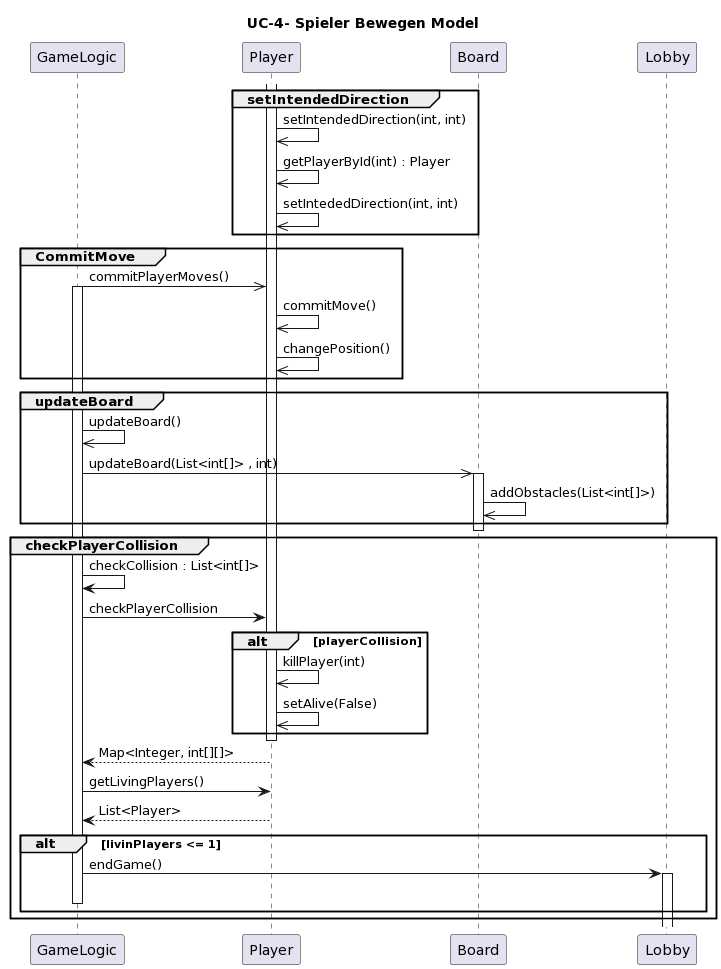 UC-4- Spieler Bewegen Model
GameLogic Player Board Lobby
setIntendedDirection
setIntendedDirection(int, int)
getPlayerById(int) : Player
setIntededDirection(int, int)
CommitMove
commitPlayerMoves()
commitMove()
changePosition()
updateBoard
updateBoard()
updateBoard(List<int[]> , int)
addObstacles(List<int[]>)
checkPlayerCollision
checkCollision : List<int[]>
checkPlayerCollision
alt [playerCollision]
killPlayer(int)
setAlive(False)
Map<Integer, int[][]>
getLivingPlayers()
List<Player>
alt [livinPlayers <= 1]
endGame()
GameLogic Player Board Lobby